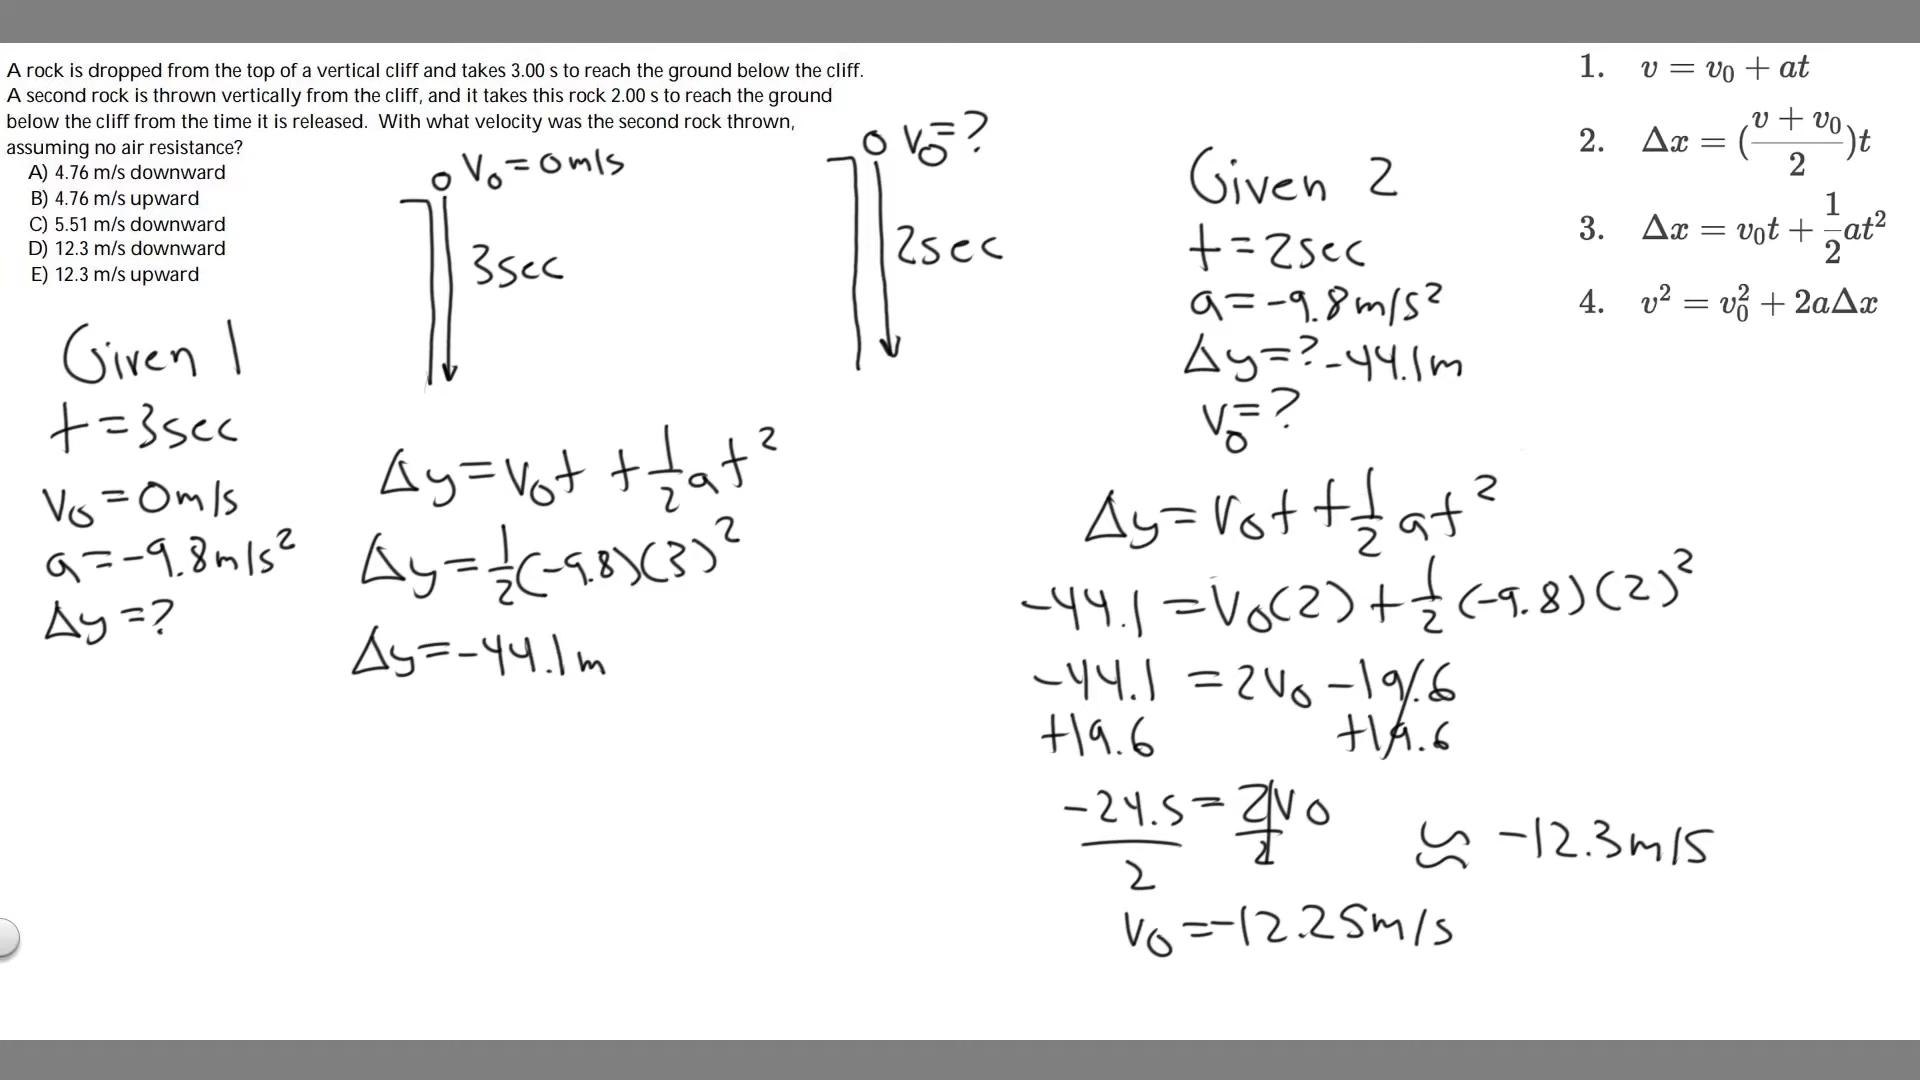 A rock is dropped from the top of a vertical cliff and takes 3.00 s to reach the ground below the cliff.
A second rock is thrown vertically from the cliff, and it takes this rock 2.00 s to reach the ground
below the cliff from the time it is released. With what velocity was the second rock thrown,
assuming no air resistance?
A) 4.76 m/s downward
B) 4.76 m/s upward
C) 5.51 m/s downward
D) 12.3 m/s downward
E) 12.3 m/s upward
Given 1
t=3sec
v₀=0m/s
a=-9.8m/s²
Δy=?
v₀=0m/s
3sec
Δy=v₀t+½at²
Δy=½(-9.8)(3)²
Δy=-44.1m
v₀=?
2sec
Given 2
t=2sec
a=-9.8m/s²
Δy=?-44.1m
v₀=?
Δy=v₀t+½at²
-44.1=v₀(2)+½(-9.8)(2)²
-44.1=2v₀-19.6
+19.6 +19.6
-24.5=2v₀
2 2
v₀=-12.25m/s
≈-12.3m/s
1. v = v₀ + at
2. Δx = (v + v₀/2)t
3. Δx = v₀t + ½at²
4. v² = v₀² + 2aΔx